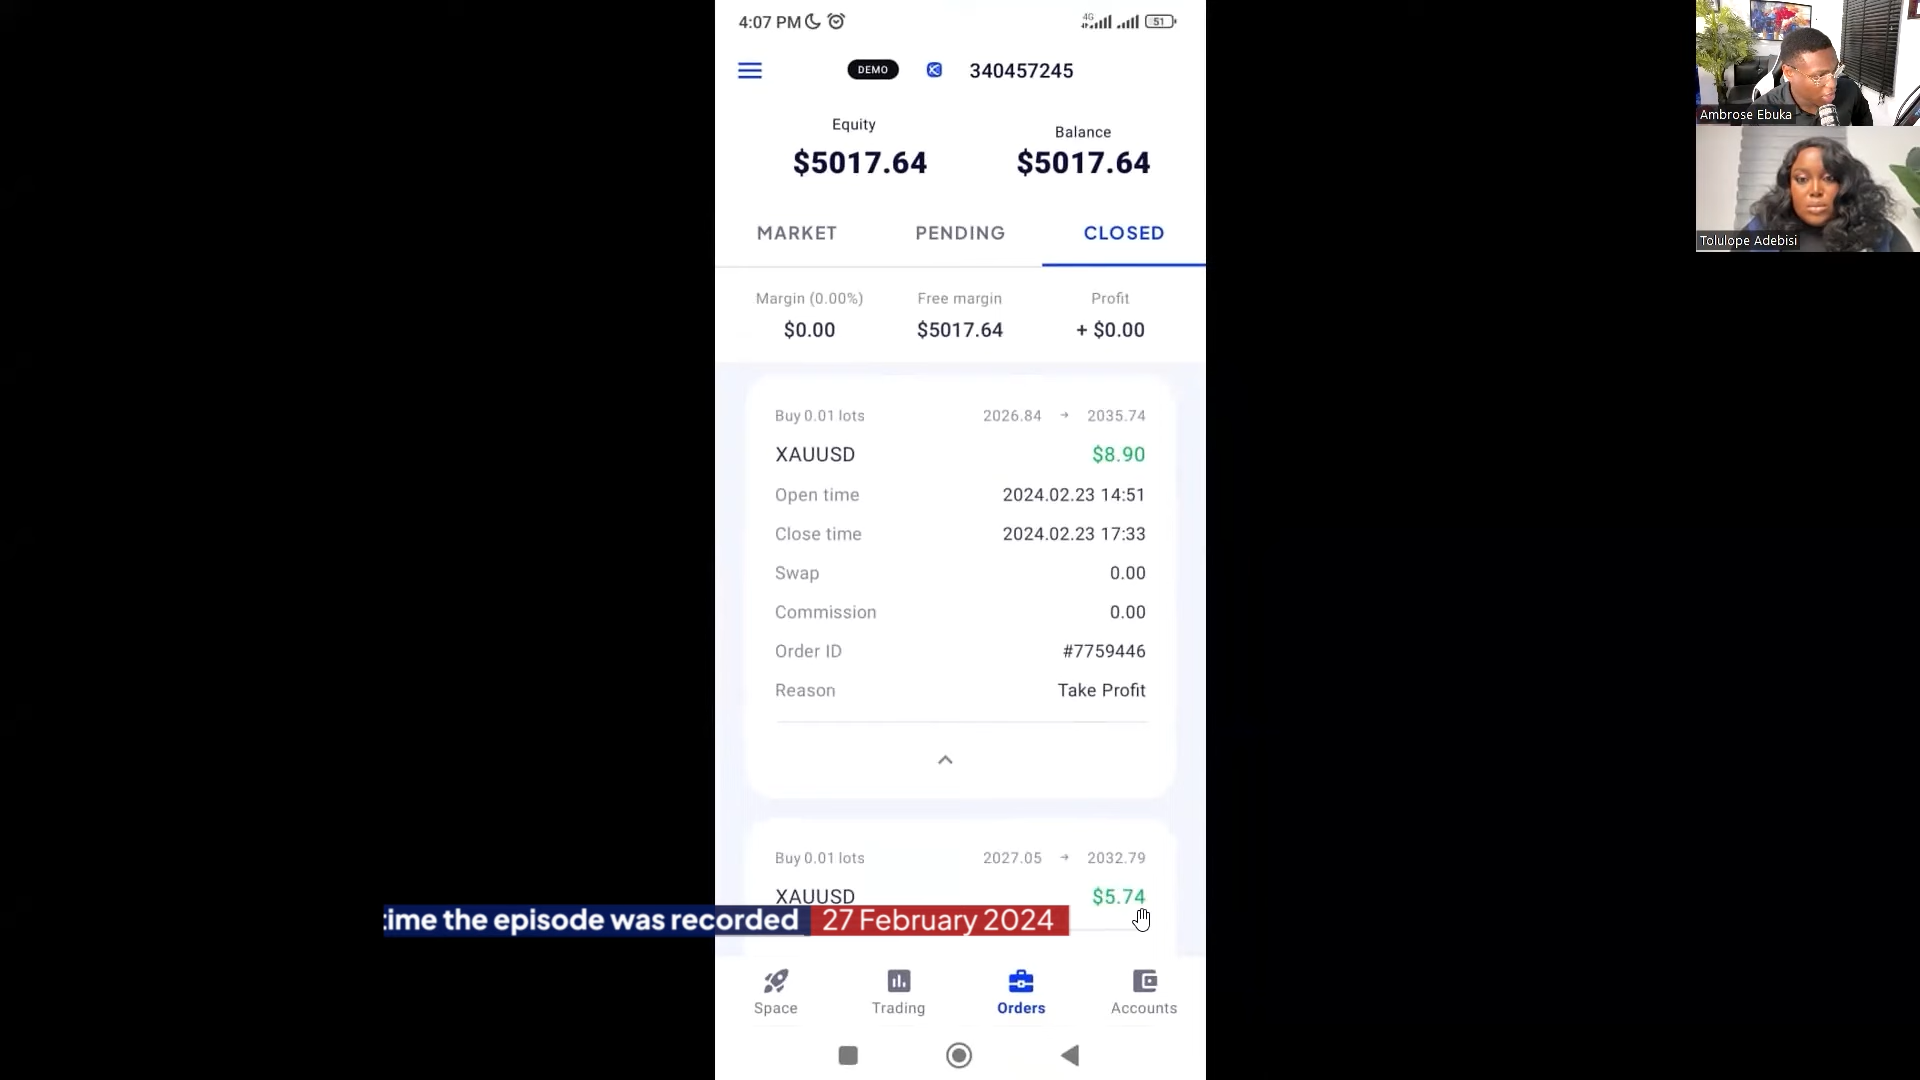 4:07 PM
4G
51
DEMO
340457245
Equity
Balance
$5017.64
$5017.64
MARKET
PENDING
CLOSED
Margin (0.00%)
Free margin
Profit
$0.00
$5017.64
+ $0.00
Buy 0.01 lots
2026.84 → 2035.74
XAUUSD
$8.90
Open time
2024.02.23 14:51
Close time
2024.02.23 17:33
Swap
0.00
Commission
0.00
Order ID
#7759446
Reason
Take Profit
Buy 0.01 lots
2027.05 → 2032.79
XAUUSD
$5.74
time the episode was recorded
27 February 2024
Space
Trading
Orders
Accounts
Ambrose Ebuka
Tolulope Adebisi